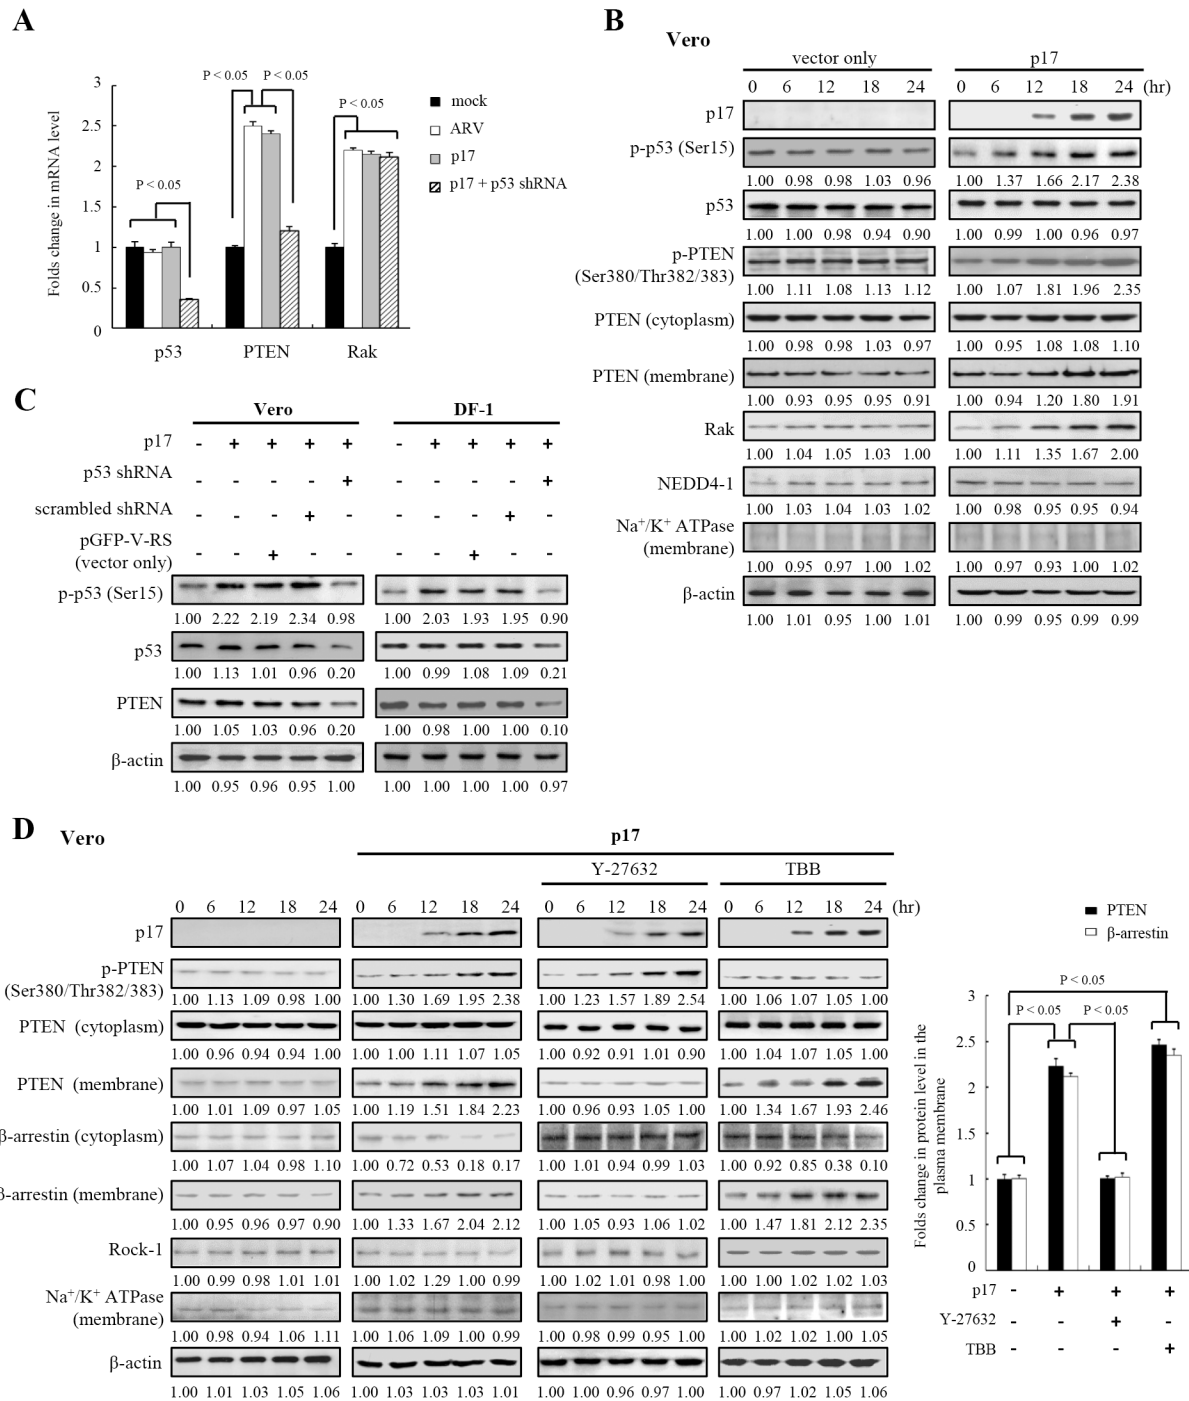 A
Folds change in mRNA level
3
2.5
2
1.5
1
0.5
0
P < 0.05
P < 0.05 P < 0.05
P < 0.05
p53 PTEN Rak
mock
ARV
p17
p17 + p53 shRNA
B
Vero
vector only p17
0 6 12 18 24 0 6 12 18 24 (hr)
p17
p-p53 (Ser15)
1.00 0.98 0.98 1.03 0.96 1.00 1.37 1.66 2.17 2.38
p53
1.00 1.00 0.98 0.94 0.90 1.00 0.99 1.00 0.96 0.97
p-PTEN
(Ser380/Thr382/383)
1.00 1.11 1.08 1.13 1.12 1.00 1.07 1.81 1.96 2.35
PTEN (cytoplasm)
1.00 0.98 0.98 1.03 0.97 1.00 0.95 1.08 1.08 1.10
PTEN (membrane)
1.00 0.93 0.95 0.95 0.91 1.00 0.94 1.20 1.80 1.91
Rak
1.00 1.04 1.05 1.03 1.00 1.00 1.11 1.35 1.67 2.00
NEDD4-1
1.00 1.03 1.04 1.03 1.02 1.00 0.98 0.95 0.95 0.94
Na⁺/K⁺ ATPase
(membrane)
1.00 0.95 0.97 1.00 1.02 1.00 0.97 0.93 1.00 1.02
β-actin
1.00 1.01 0.95 1.00 1.01 1.00 0.99 0.95 0.99 0.99
C
Vero DF-1
p17 - + + + + - + + + +
p53 shRNA - - - - + - - - - +
scrambled shRNA - - - + - - - - + -
pGFP-V-RS
(vector only) - - + - - - - + - -
p-p53 (Ser15)
1.00 2.22 2.19 2.34 0.98 1.00 2.03 1.93 1.95 0.90
p53
1.00 1.13 1.01 0.96 0.20 1.00 0.99 1.08 1.09 0.21
PTEN
1.00 1.05 1.03 0.96 0.20 1.00 0.98 1.00 1.00 0.10
β-actin
1.00 0.95 0.96 0.95 1.00 1.00 1.00 1.00 1.00 0.97
D
Vero
p17
Y-27632 TBB
0 6 12 18 24 0 6 12 18 24 0 6 12 18 24 0 6 12 18 24 (hr)
p17
p-PTEN
(Ser380/Thr382/383)
1.00 1.13 1.09 0.98 1.00 1.00 1.30 1.69 1.95 2.38 1.00 1.23 1.57 1.89 2.54 1.00 1.06 1.07 1.05 1.00
PTEN (cytoplasm)
1.00 0.96 0.94 0.94 1.00 1.00 1.00 1.11 1.07 1.05 1.00 0.92 0.91 1.01 0.90 1.00 1.04 1.07 1.05 1.00
PTEN (membrane)
1.00 1.01 1.09 0.97 1.05 1.00 1.19 1.51 1.84 2.23 1.00 0.96 0.93 1.05 1.00 1.00 1.34 1.67 1.93 2.46
β-arrestin (cytoplasm)
1.00 1.07 1.04 0.98 1.10 1.00 0.72 0.53 0.18 0.17 1.00 1.01 0.94 0.99 1.03 1.00 0.92 0.85 0.38 0.10
β-arrestin (membrane)
1.00 0.95 0.96 0.97 0.90 1.00 1.33 1.67 2.04 2.12 1.00 1.05 0.93 1.06 1.02 1.00 1.47 1.81 2.12 2.35
Rock-1
1.00 0.99 0.98 1.01 1.01 1.00 1.02 1.29 1.00 0.99 1.00 1.02 1.01 0.98 1.00 1.00 1.00 1.02 1.02 1.03
Na⁺/K⁺ ATPase
(membrane)
1.00 0.98 0.94 1.06 1.11 1.00 1.06 1.09 1.00 0.99 1.00 0.98 0.99 0.95 1.00 1.00 1.02 1.02 1.00 1.05
β-actin
1.00 1.01 1.03 1.05 1.06 1.00 1.03 1.03 1.03 1.01 1.00 1.00 0.96 0.97 1.00 1.00 0.97 1.02 1.05 1.06
PTEN
β-arrestin
Folds change in protein level in the
plasma membrane
P < 0.05
P < 0.05 P < 0.05
3
2.5
2
1.5
1
0.5
0
p17 - + + +
Y-27632 - - + -
TBB - - - +